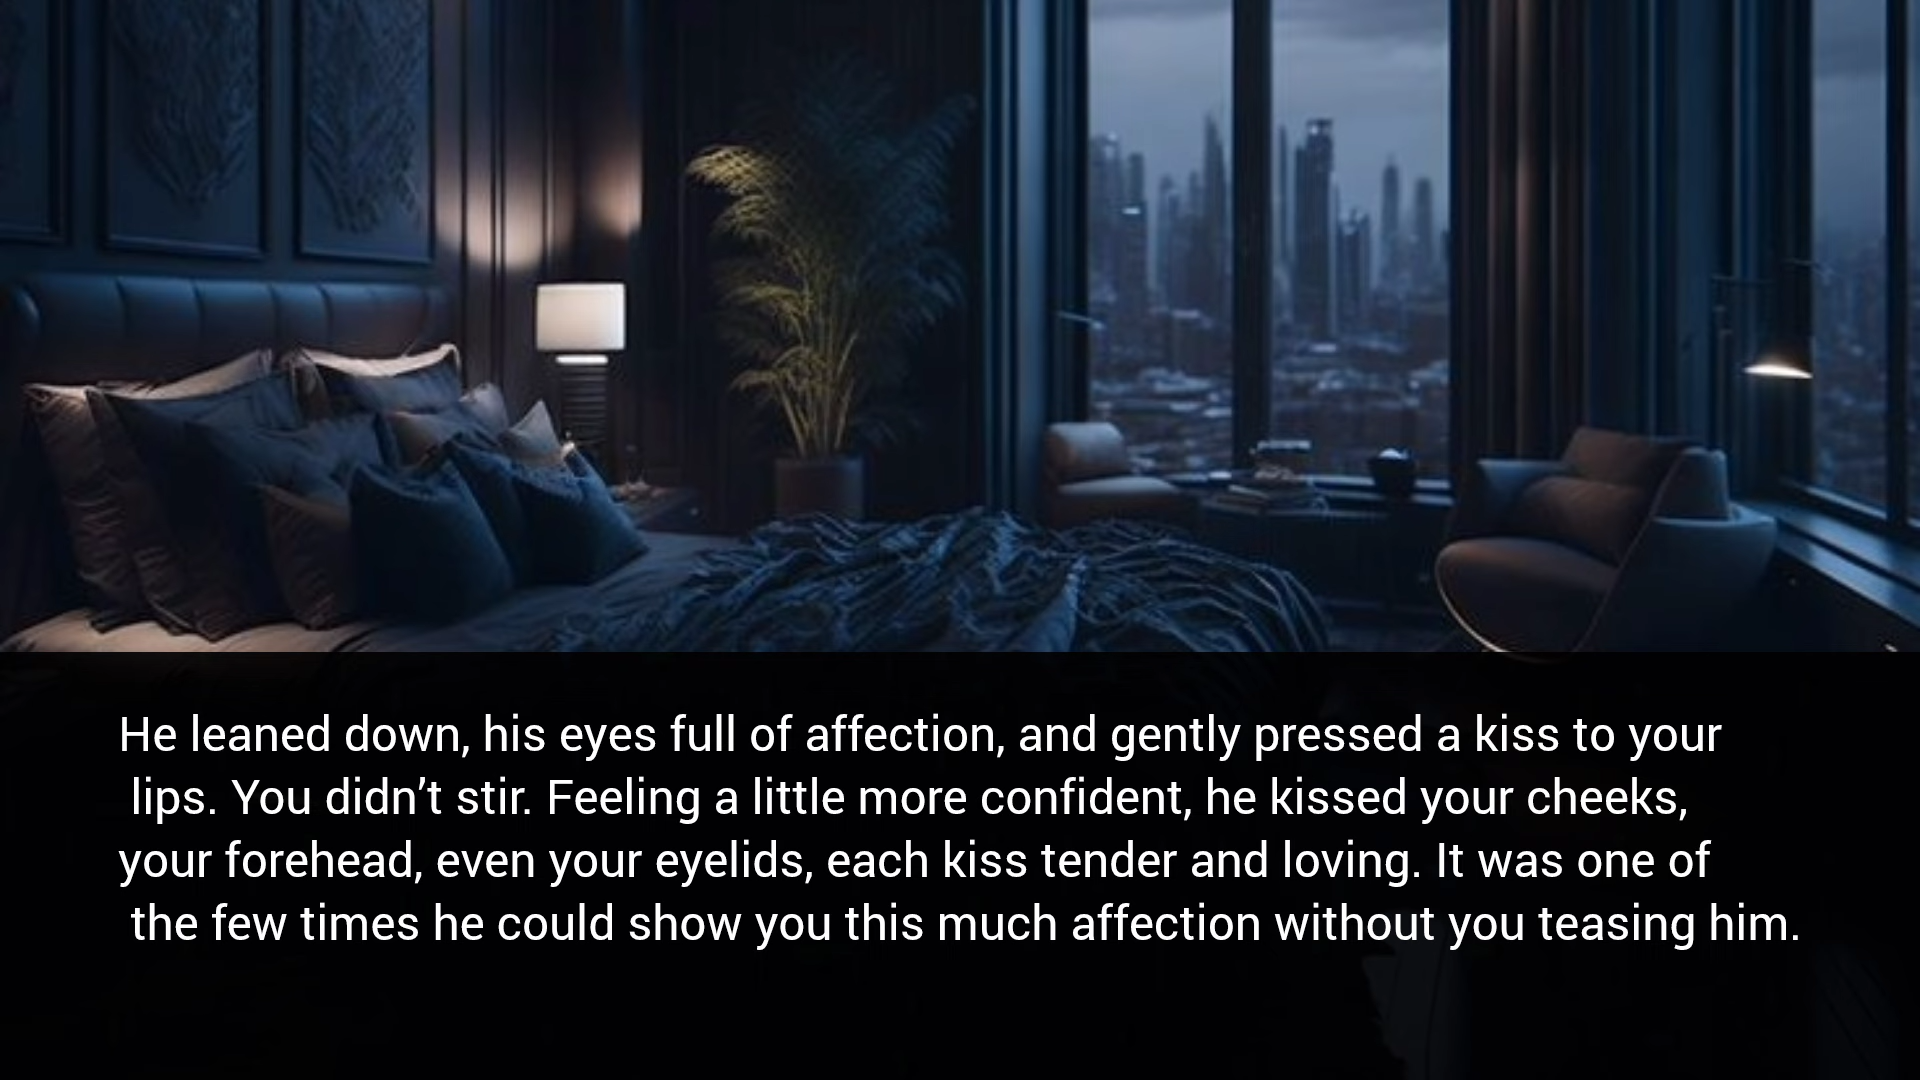 He leaned down, his eyes full of affection, and gently pressed a kiss to your
lips. You didn’t stir. Feeling a little more confident, he kissed your cheeks,
your forehead, even your eyelids, each kiss tender and loving. It was one of
the few times he could show you this much affection without you teasing him.